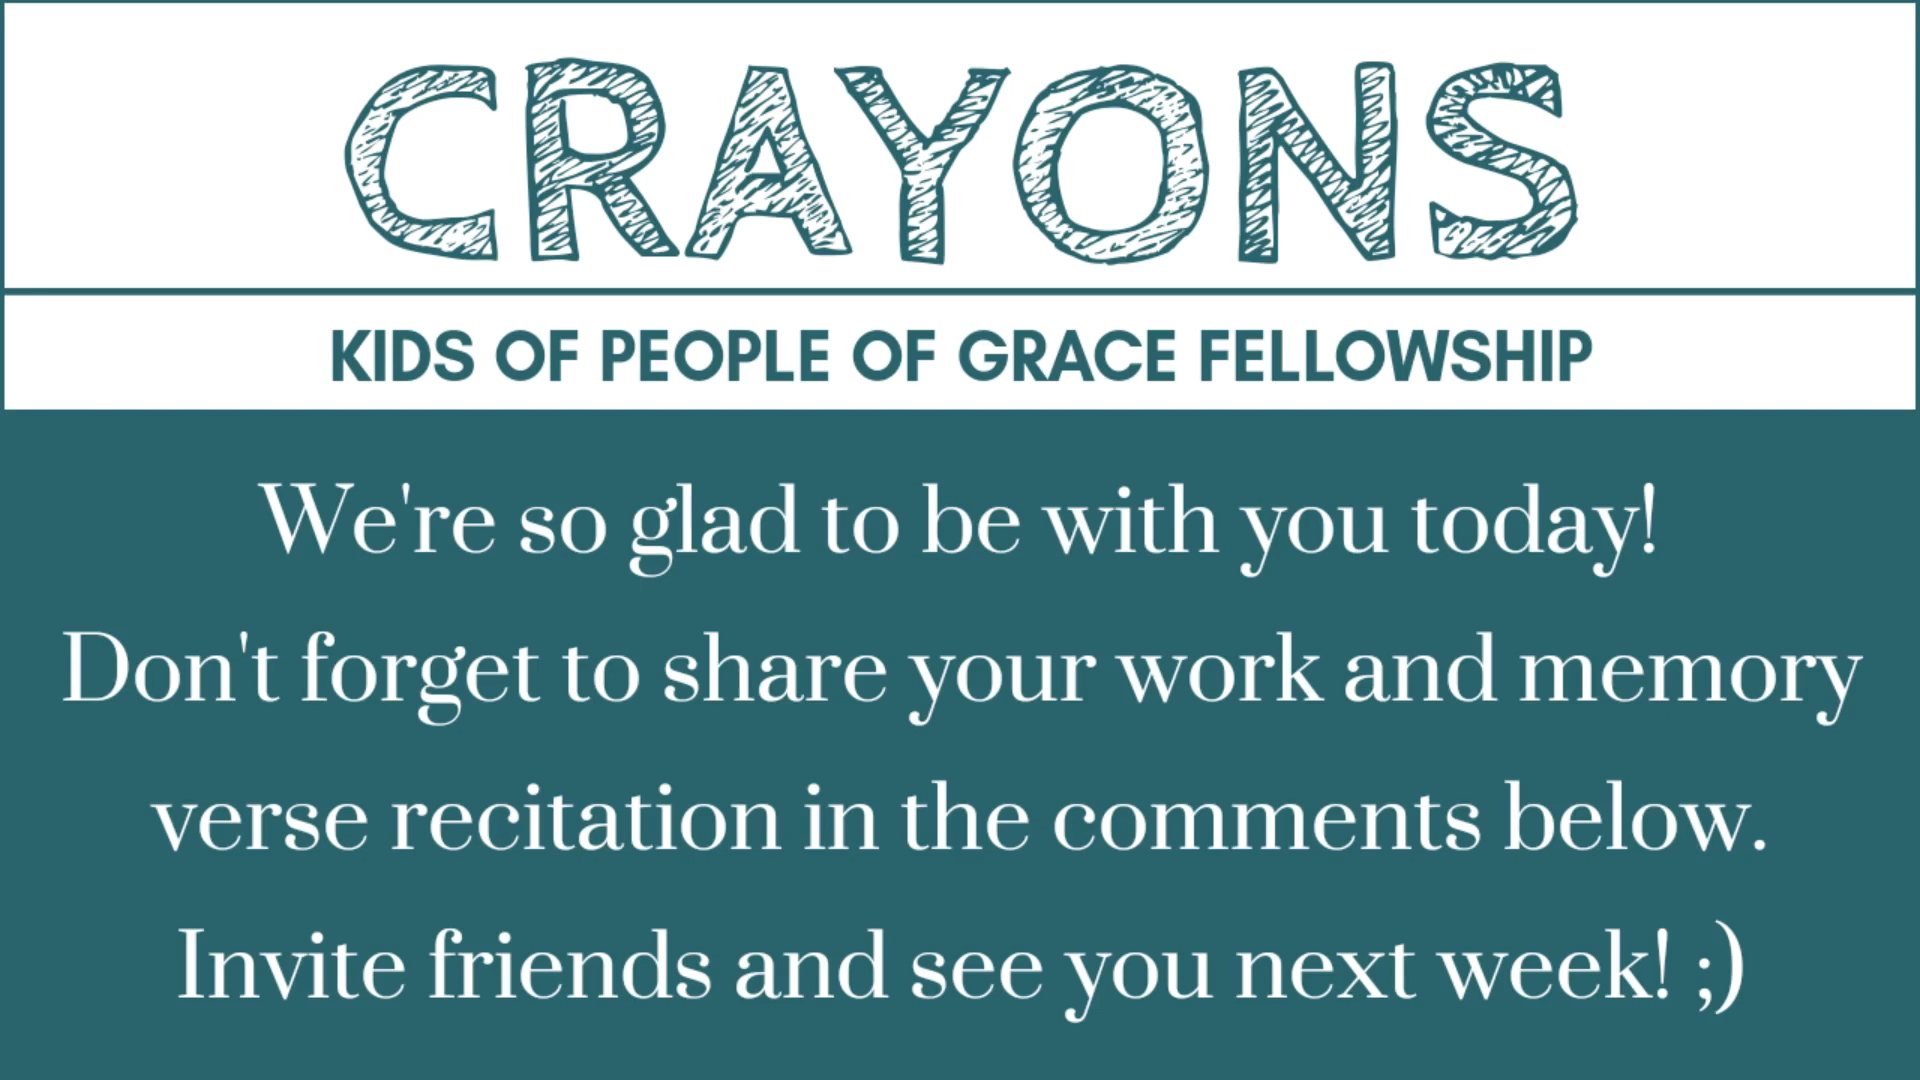 CRAYONS
KIDS OF PEOPLE OF GRACE FELLOWSHIP
We're so glad to be with you today!
Don't forget to share your work and memory
verse recitation in the comments below.
Invite friends and see you next week! ;)